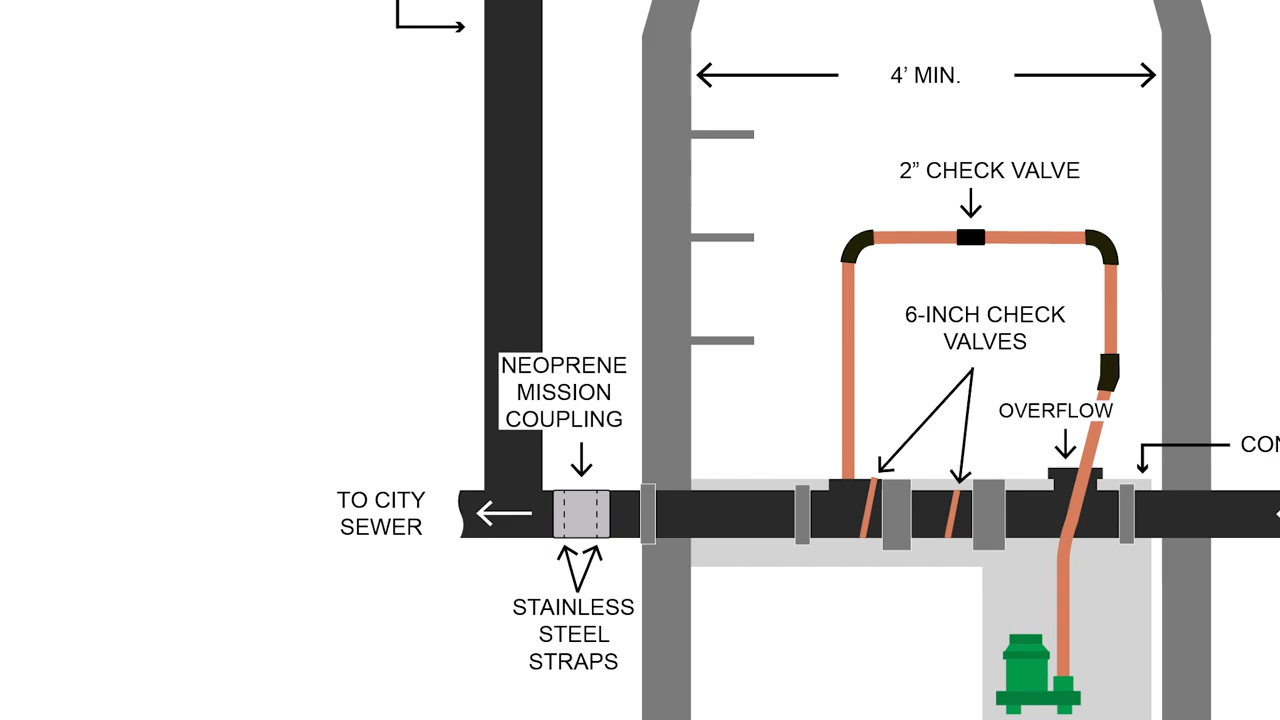 4’ MIN.
2” CHECK VALVE
6-INCH CHECK
VALVES
NEOPRENE
MISSION
COUPLING
OVERFLOW
CON
TO CITY
SEWER
STAINLESS
STEEL
STRAPS